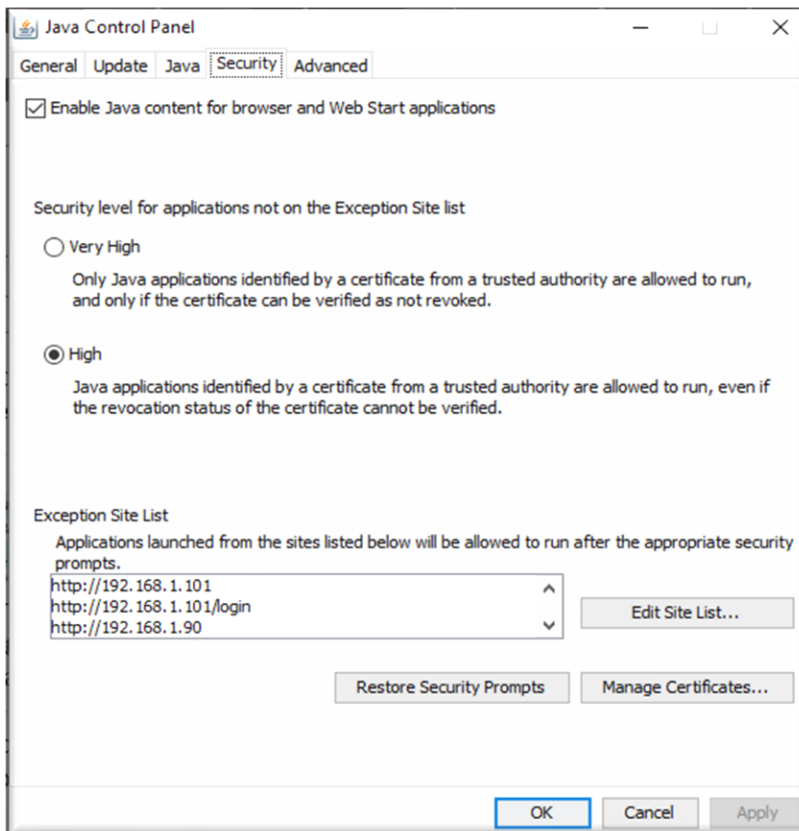 Java Control Panel
General Update Java Security Advanced
Enable Java content for browser and Web Start applications
Security level for applications not on the Exception Site list
Very High
Only Java applications identified by a certificate from a trusted authority are allowed to run,
and only if the certificate can be verified as not revoked.
High
Java applications identified by a certificate from a trusted authority are allowed to run, even if
the revocation status of the certificate cannot be verified.
Exception Site List
Applications launched from the sites listed below will be allowed to run after the appropriate security
prompts.
http://192.168.1.101
http://192.168.1.101/login
http://192.168.1.90
Edit Site List...
Restore Security Prompts Manage Certificates...
OK Cancel Apply